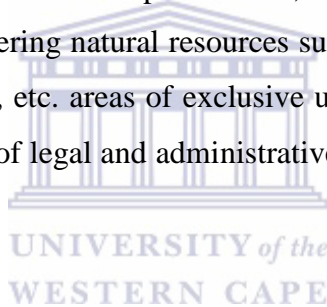 ering natural resources su
, etc. areas of exclusive u
of legal and administrative
UNIVERSITY of the
WESTERN CAPE